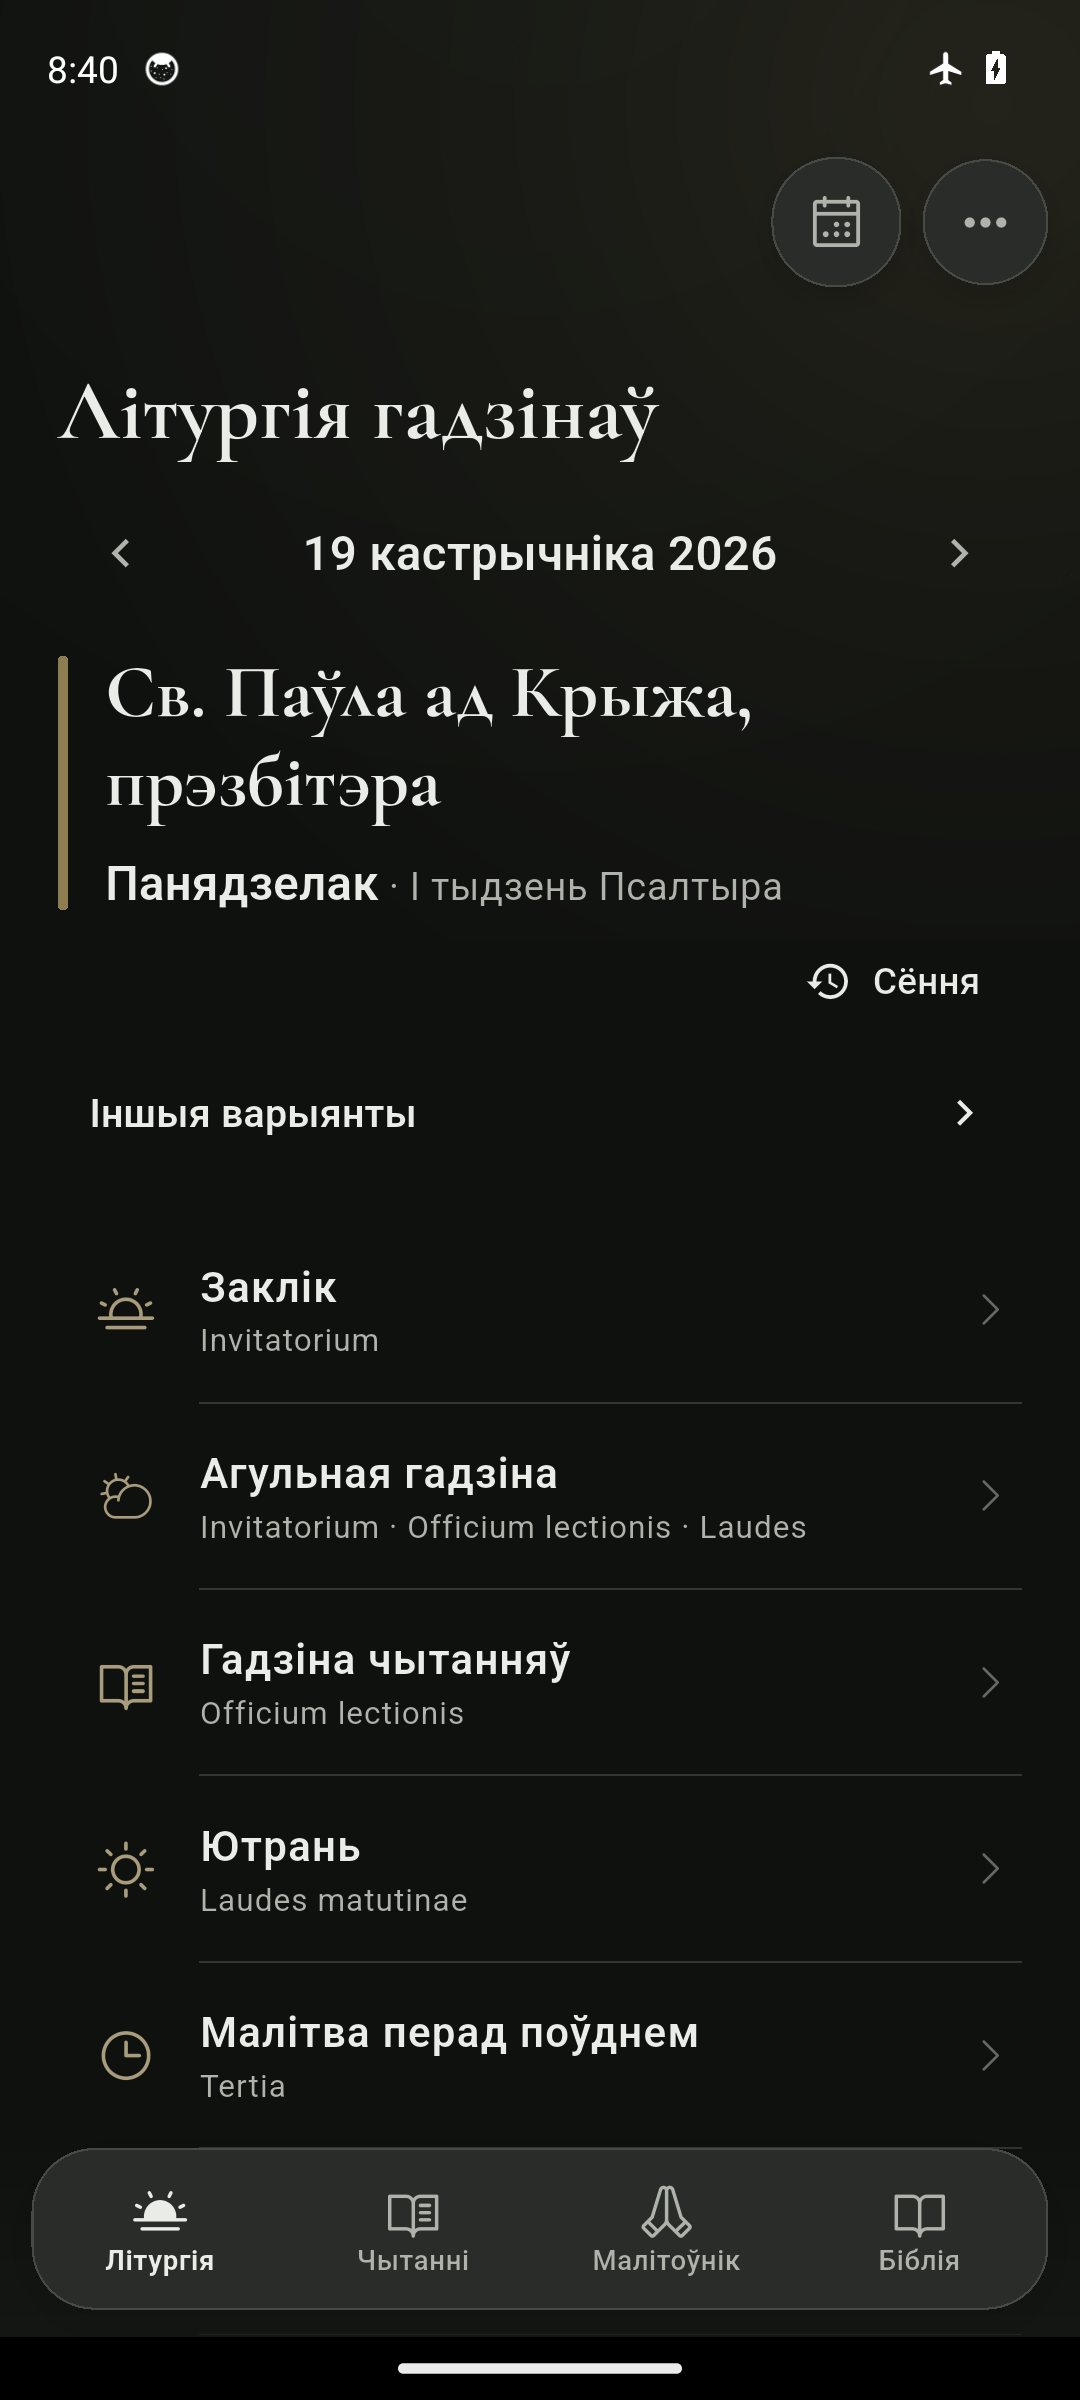 8:40
Літургія гадзінаў
19 кастрычніка 2026
Св. Паўла ад Крыжа,
прэзбітэра
Панядзелак · I тыдзень Псалтыра
Сёння
Іншыя варыянты
Заклік
Invitatorium
Агульная гадзіна
Invitatorium · Officium lectionis · Laudes
Гадзіна чытанняў
Officium lectionis
Ютрань
Laudes matutinae
Малітва перад поўднем
Tertia
Літургія
Чытанні
Малітоўнік
Біблія